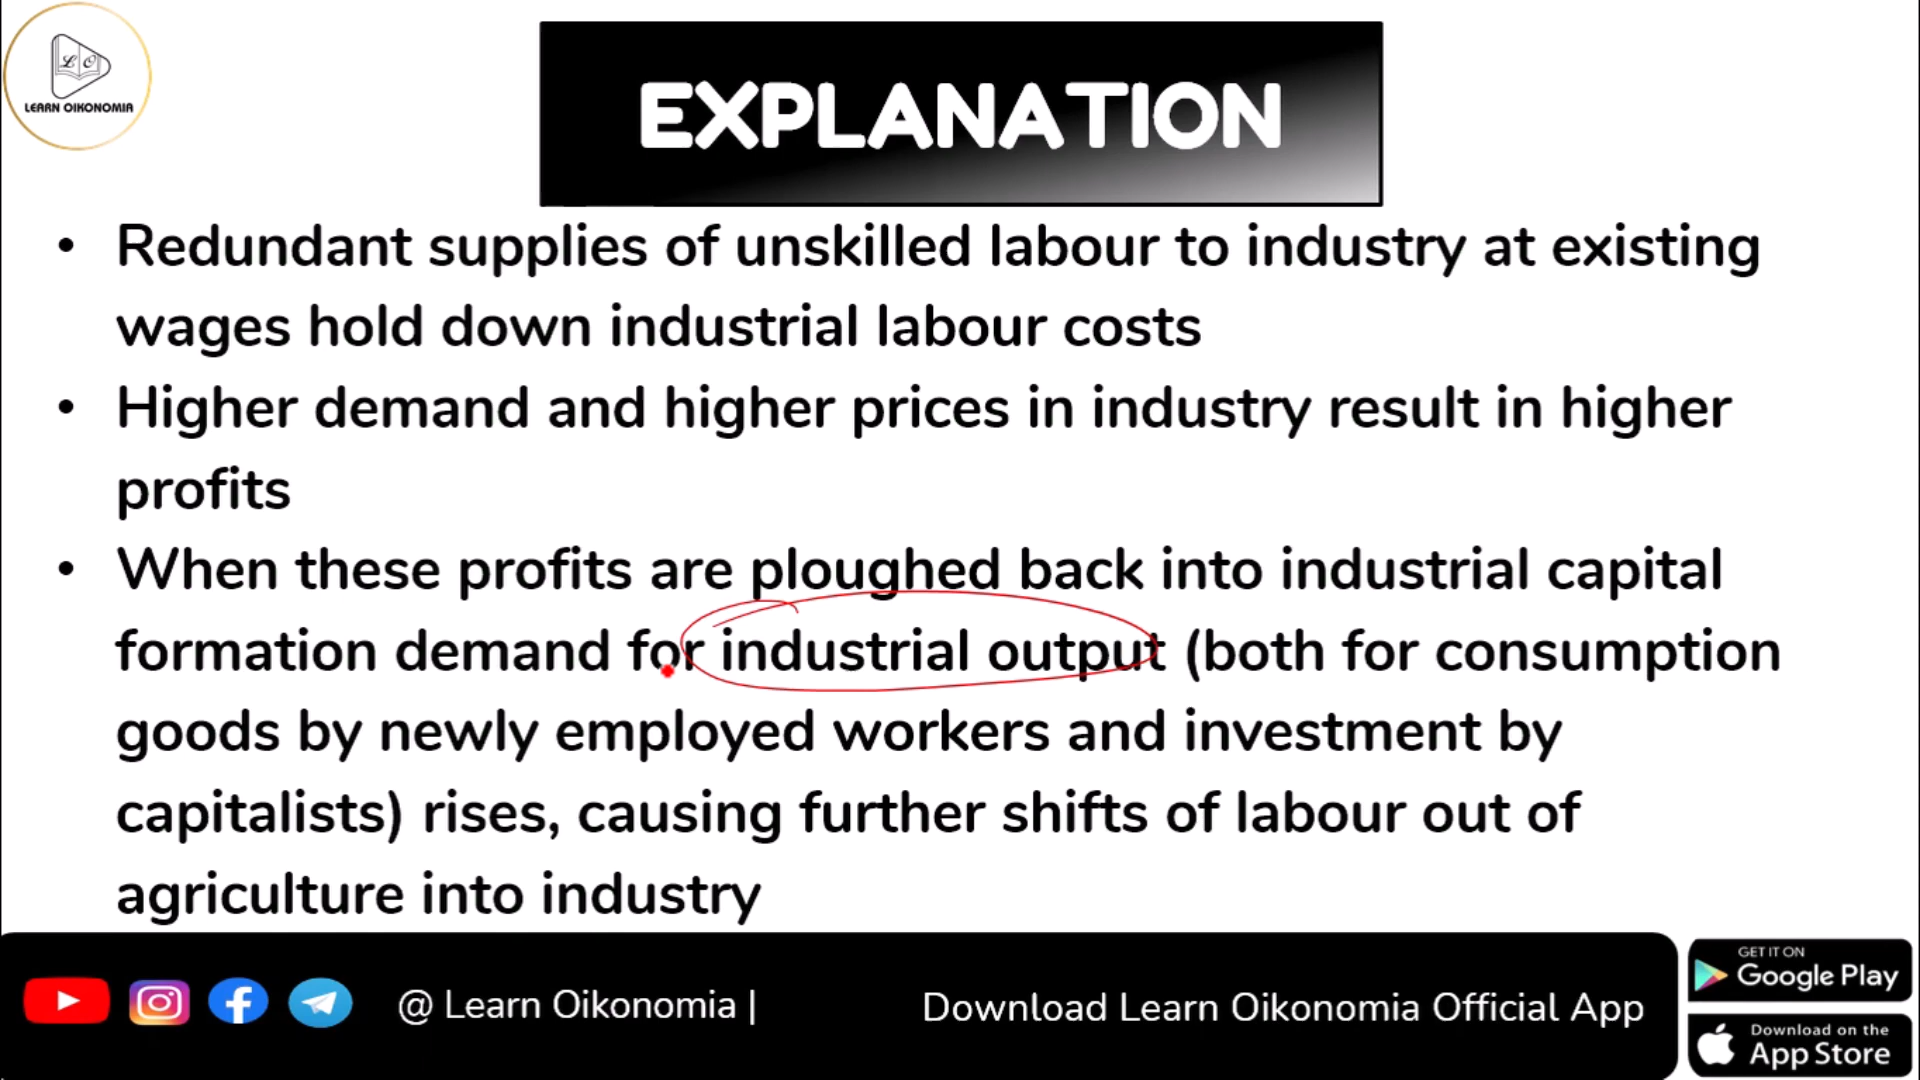 LO
LEARN OIKONOMIA
EXPLANATION
• Redundant supplies of unskilled labour to industry at existing
wages hold down industrial labour costs
• Higher demand and higher prices in industry result in higher
profits
• When these profits are ploughed back into industrial capital
formation demand for industrial output (both for consumption
goods by newly employed workers and investment by
capitalists) rises, causing further shifts of labour out of
agriculture into industry
@ Learn Oikonomia |
Download Learn Oikonomia Official App
GET IT ON
Google Play
Download on the
App Store